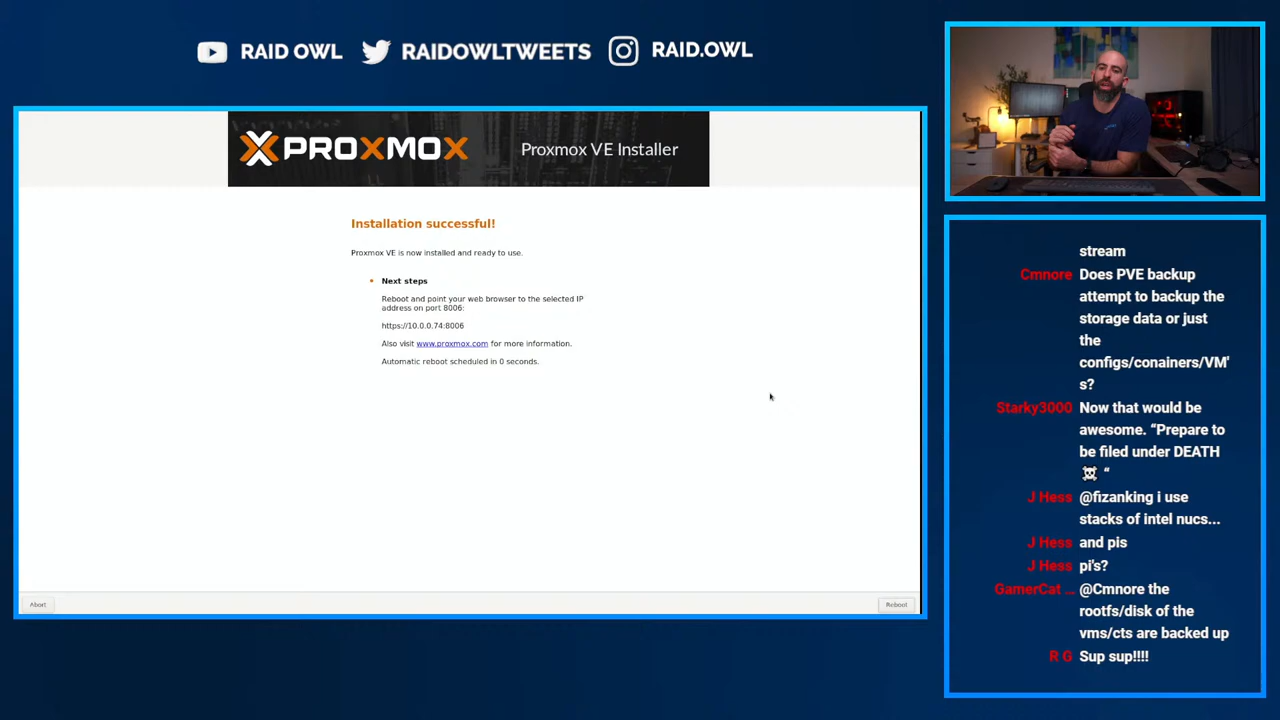 RAID OWL
RAIDOWLTWEETS
RAID.OWL
PROXMOX
Proxmox VE Installer
Installation successful!
Proxmox VE is now installed and ready to use.
Next steps
Reboot and point your web browser to the selected IP
address on port 8006:
https://10.0.0.74:8006
Also visit www.proxmox.com for more information.
Automatic reboot scheduled in 0 seconds.
Abort
Reboot
stream
Cmnore Does PVE backup
attempt to backup the
storage data or just
the
configs/conainers/VM'
s?
Starky3000 Now that would be
awesome. “Prepare to
be filed under DEATH
☠️ “
J Hess @fizanking i use
stacks of intel nucs...
J Hess and pis
J Hess pi's?
GamerCat ... @Cmnore the
rootfs/disk of the
vms/cts are backed up
R G Sup sup!!!!